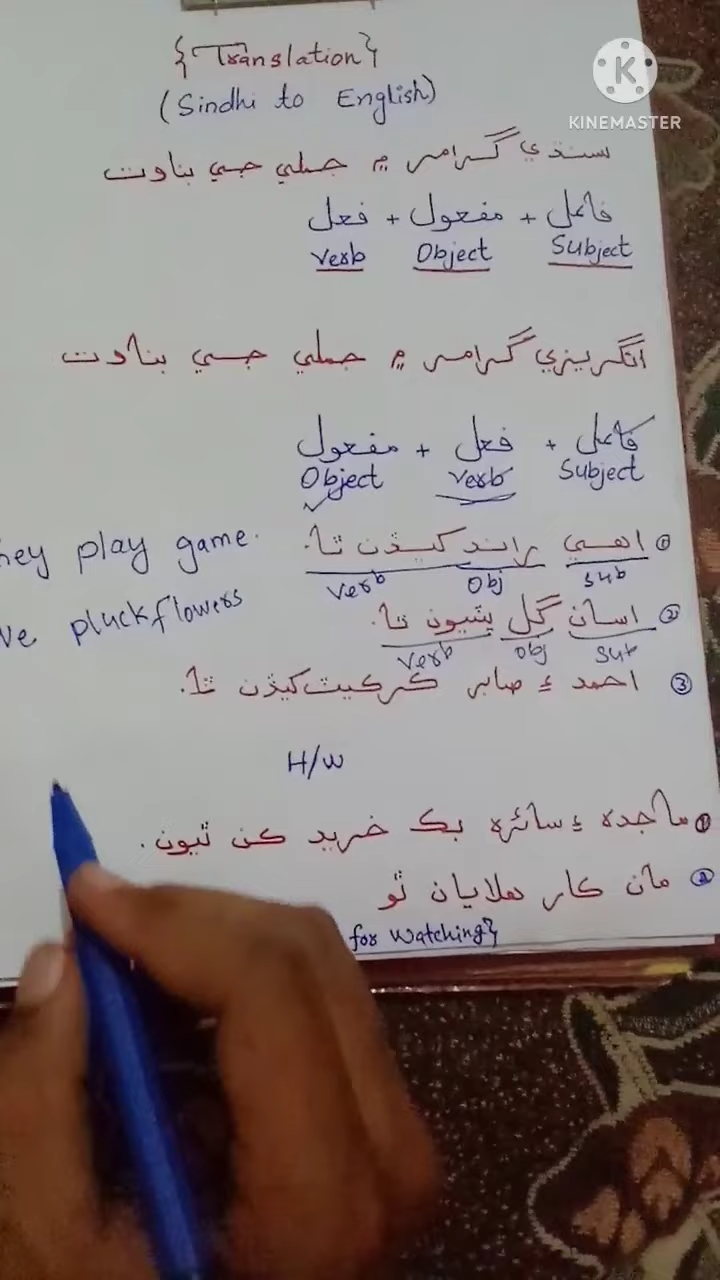 {Translation}
(Sindhi to English)
KINEMASTER
سنڌي گرامر ۾ جملي جي بناوت
فاعل + مفعول + فعل
Subject Object Verb
انگريزي گرامر ۾ جملي جي بناوت
فاعل + فعل + مفعول
Subject Verb Object
① اهي راند کيڏن ٿا. hey play game.
Sub Obj Verb
② اسان گل پٽيون ٿا. ve pluck flowers
Sub obj Verb
③ احمد ۽ صابر ڪرڪيٽ کيڏن ٿا.
H/W
① ماجده ۽ سائره بڪ خريد ڪن ٿيون.
② مان ڪار هلايان ٿو
for watching}